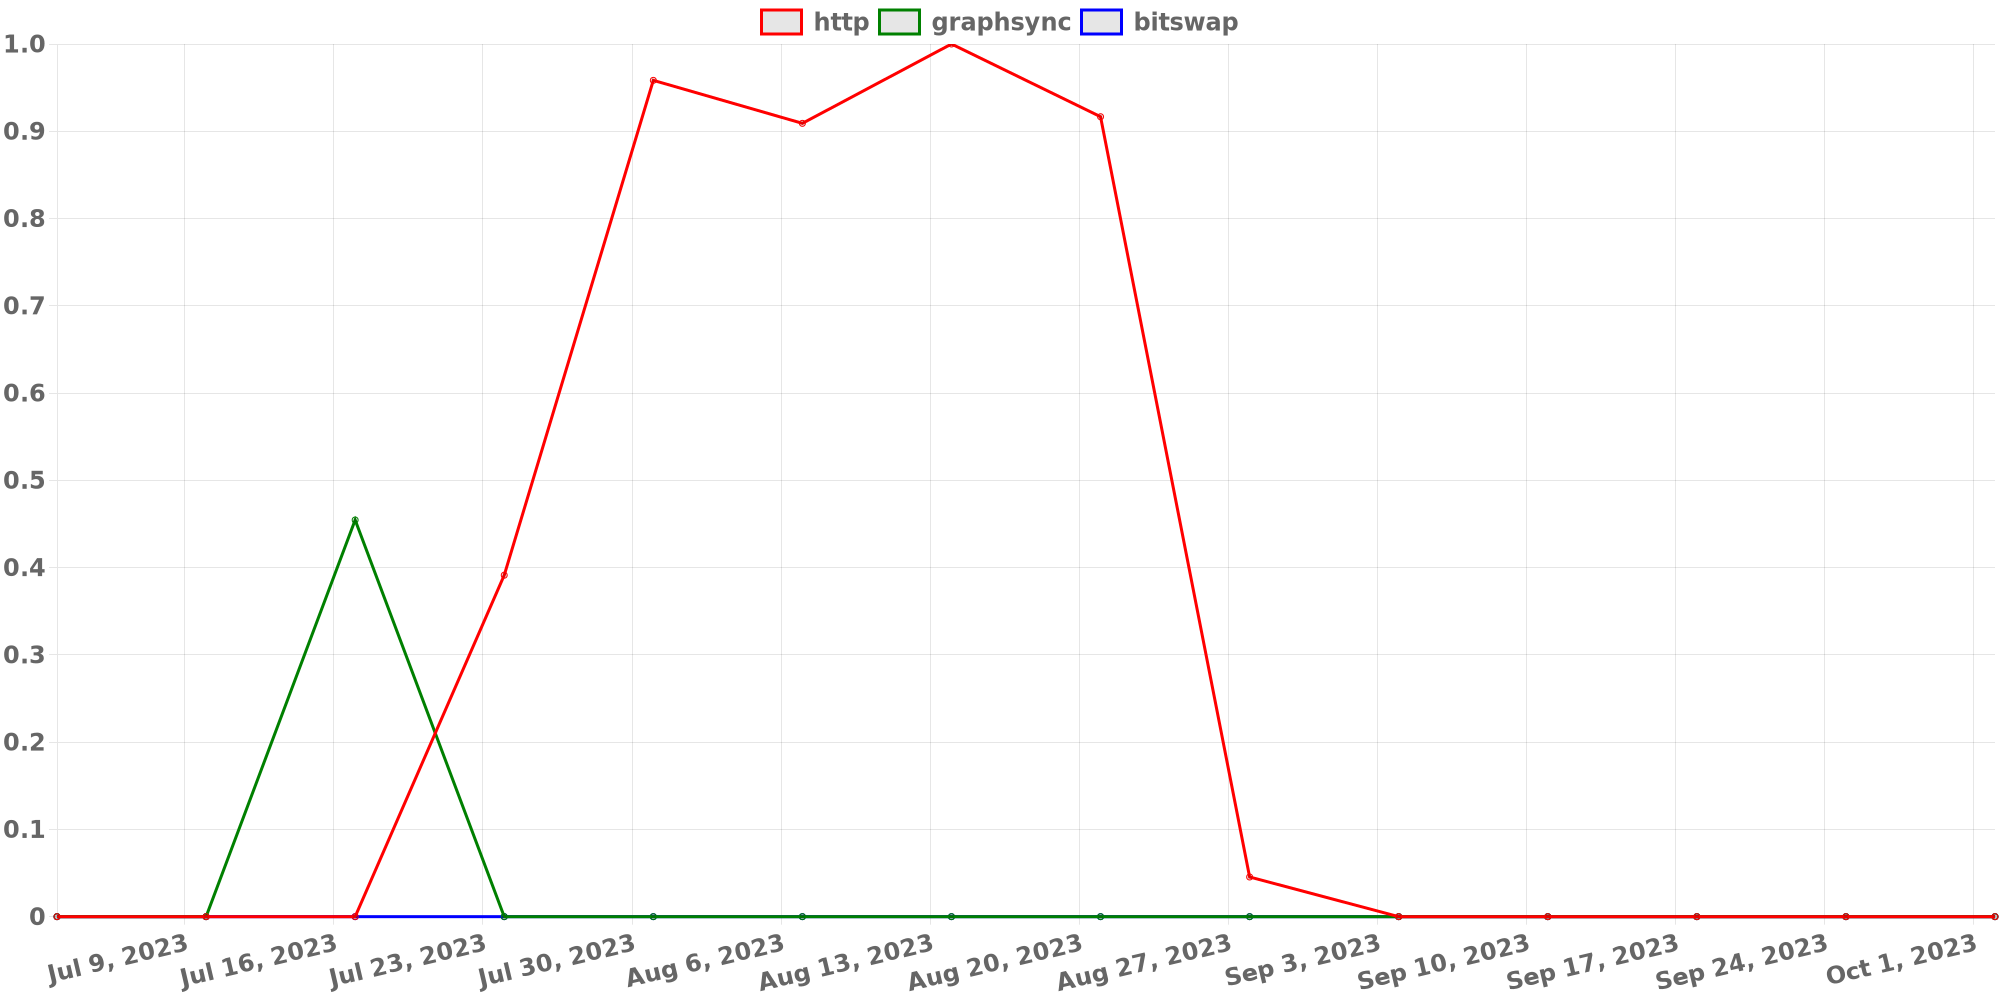 http graphsync bitswap
1.0
0.9
0.8
0.7
0.6
0.5
0.4
0.3
0.2
0.1
0
Jul 9, 2023
Jul 16, 2023
Jul 23, 2023
Jul 30, 2023
Aug 6, 2023
Aug 13, 2023
Aug 20, 2023
Aug 27, 2023
Sep 3, 2023
Sep 10, 2023
Sep 17, 2023
Sep 24, 2023
Oct 1, 2023